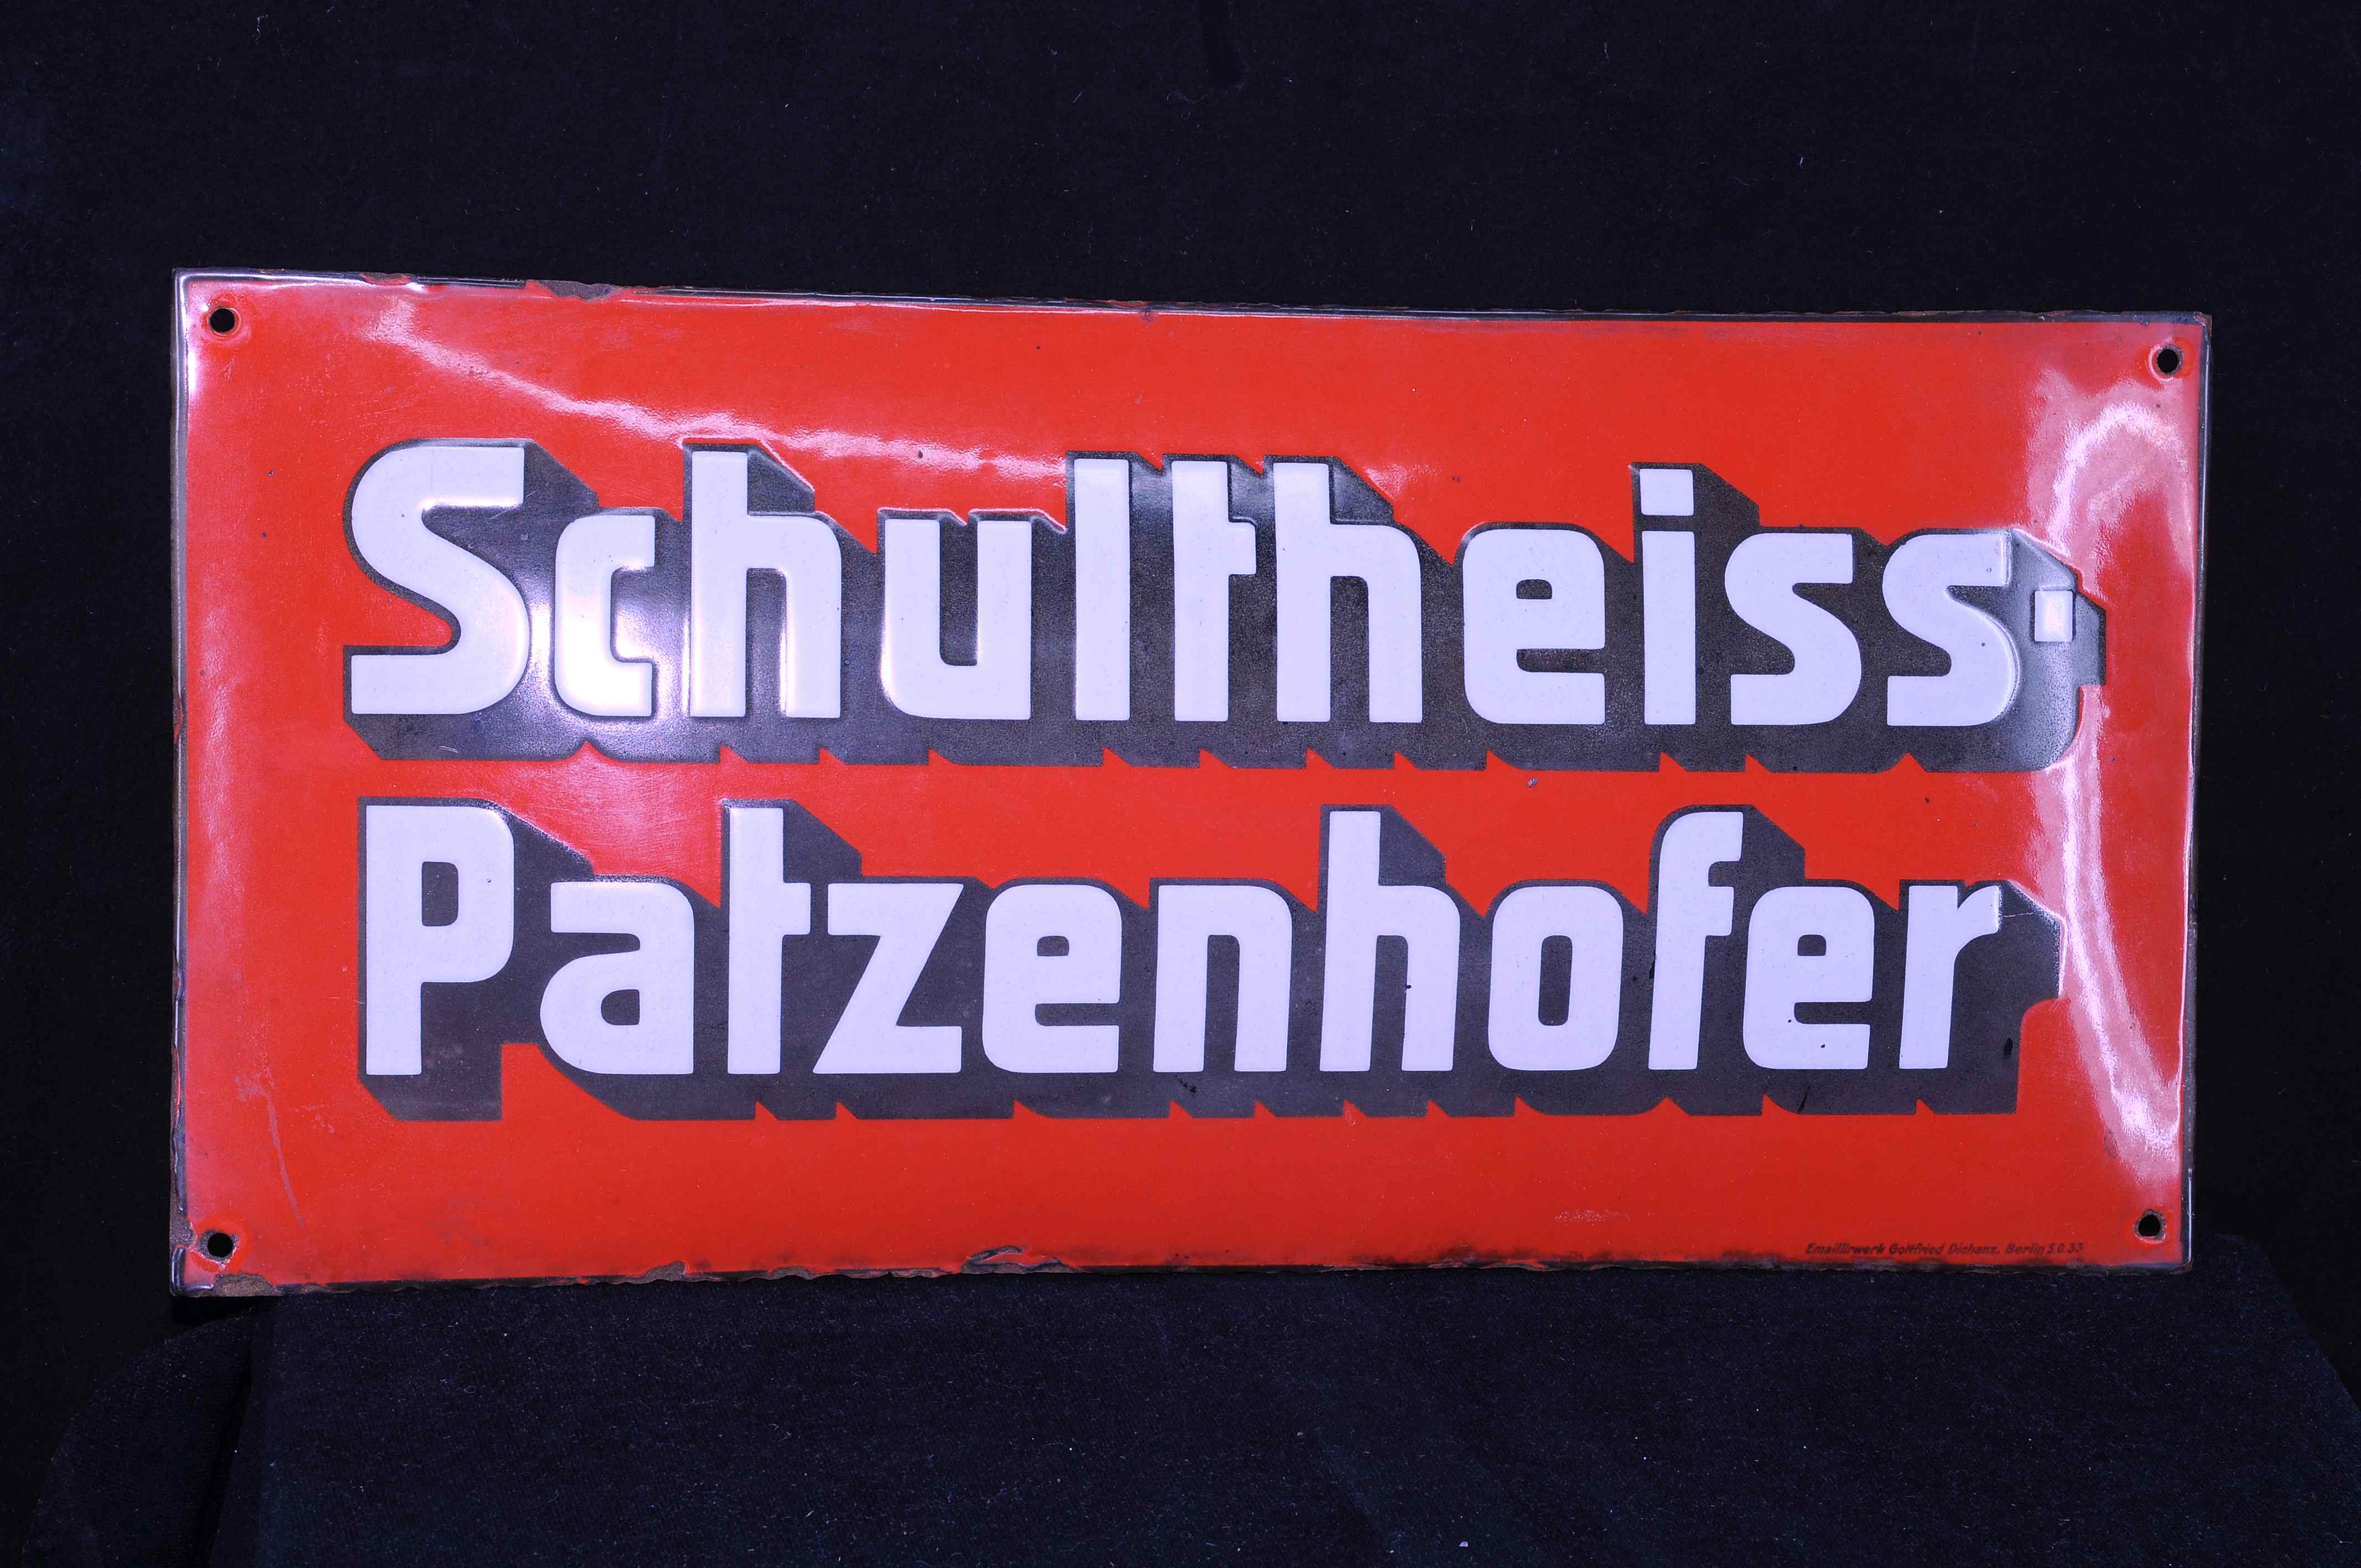 Schultheiss-
Patzenhofer
Emaillirwerk Gottfried Dichanz. Berlin S.O.33